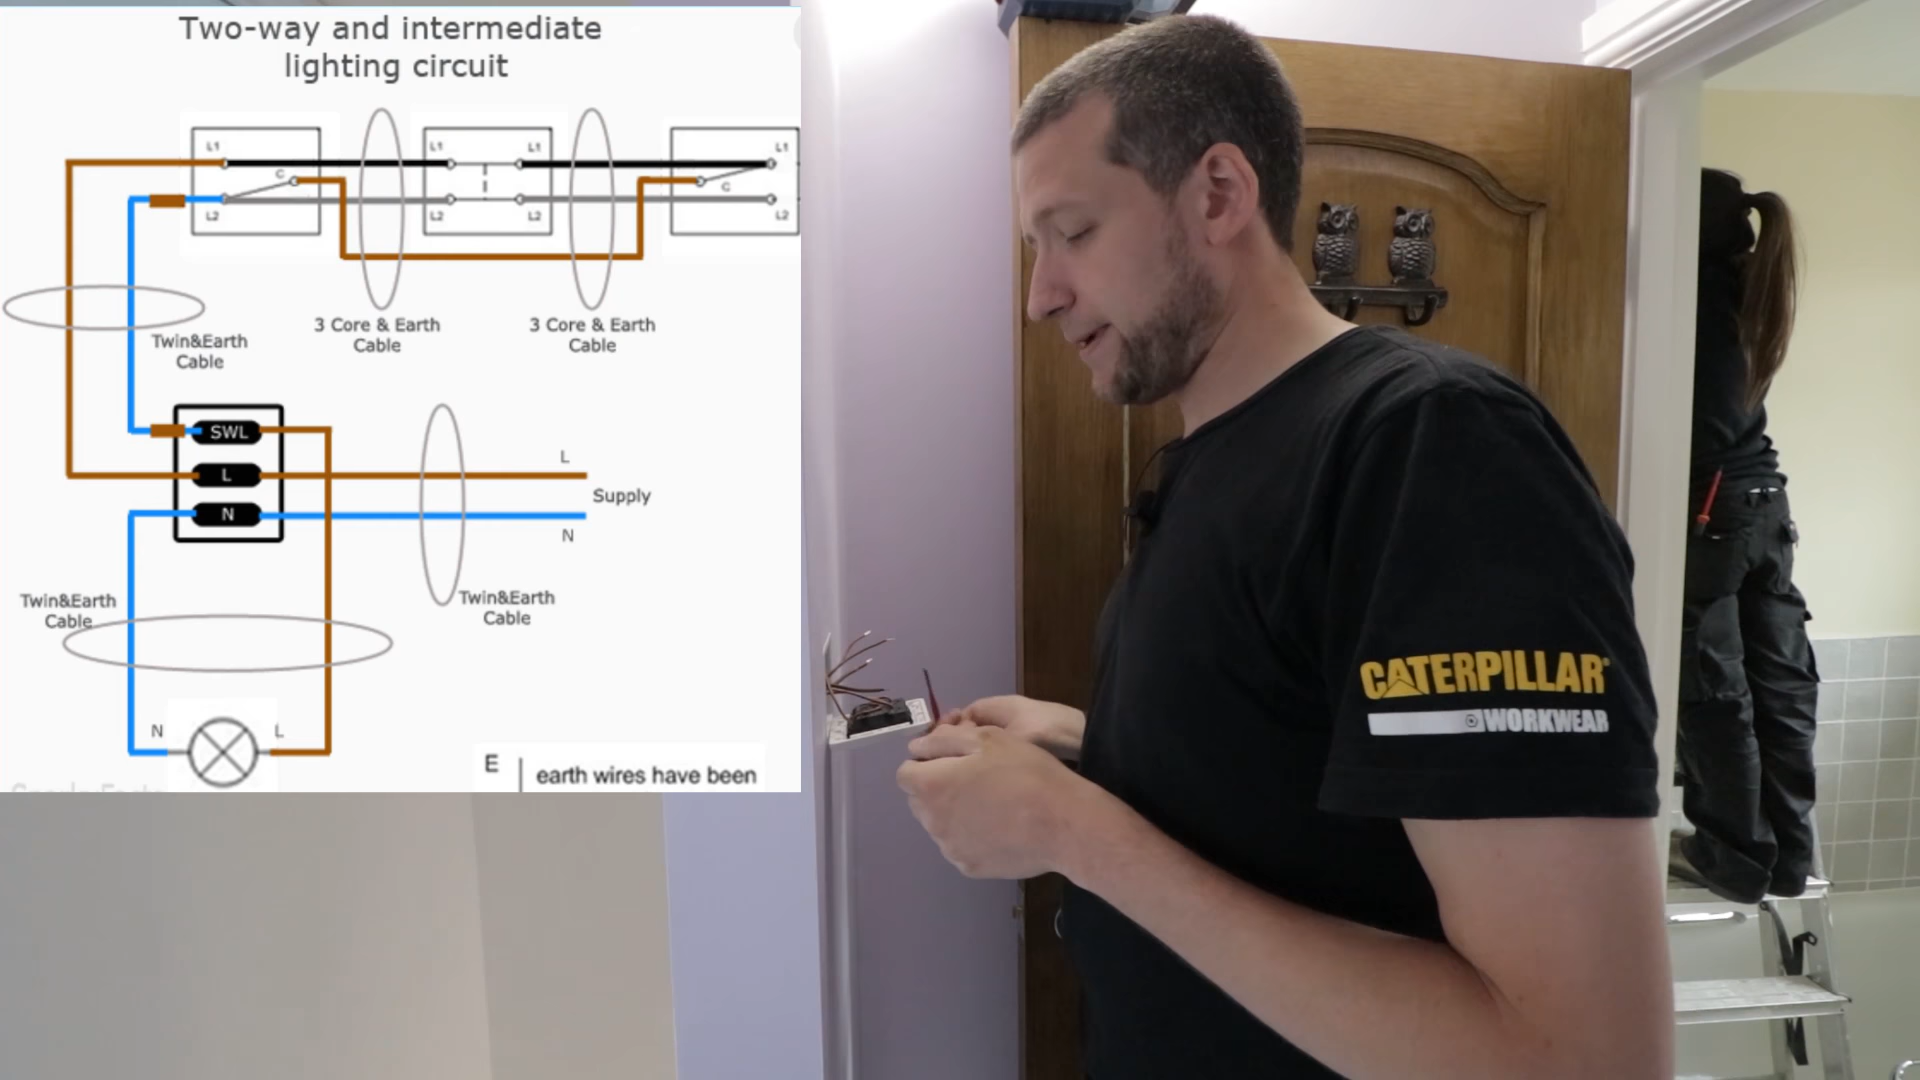 Two-way and intermediate
lighting circuit
L1
C
L2
L1
L2
L1
L2
L1
C
L2
Twin&Earth
Cable
3 Core & Earth
Cable
3 Core & Earth
Cable
SWL
L
N
L
Supply
N
Twin&Earth
Cable
Twin&Earth
Cable
N
L
E
earth wires have been
CATERPILLAR
WORKWEAR